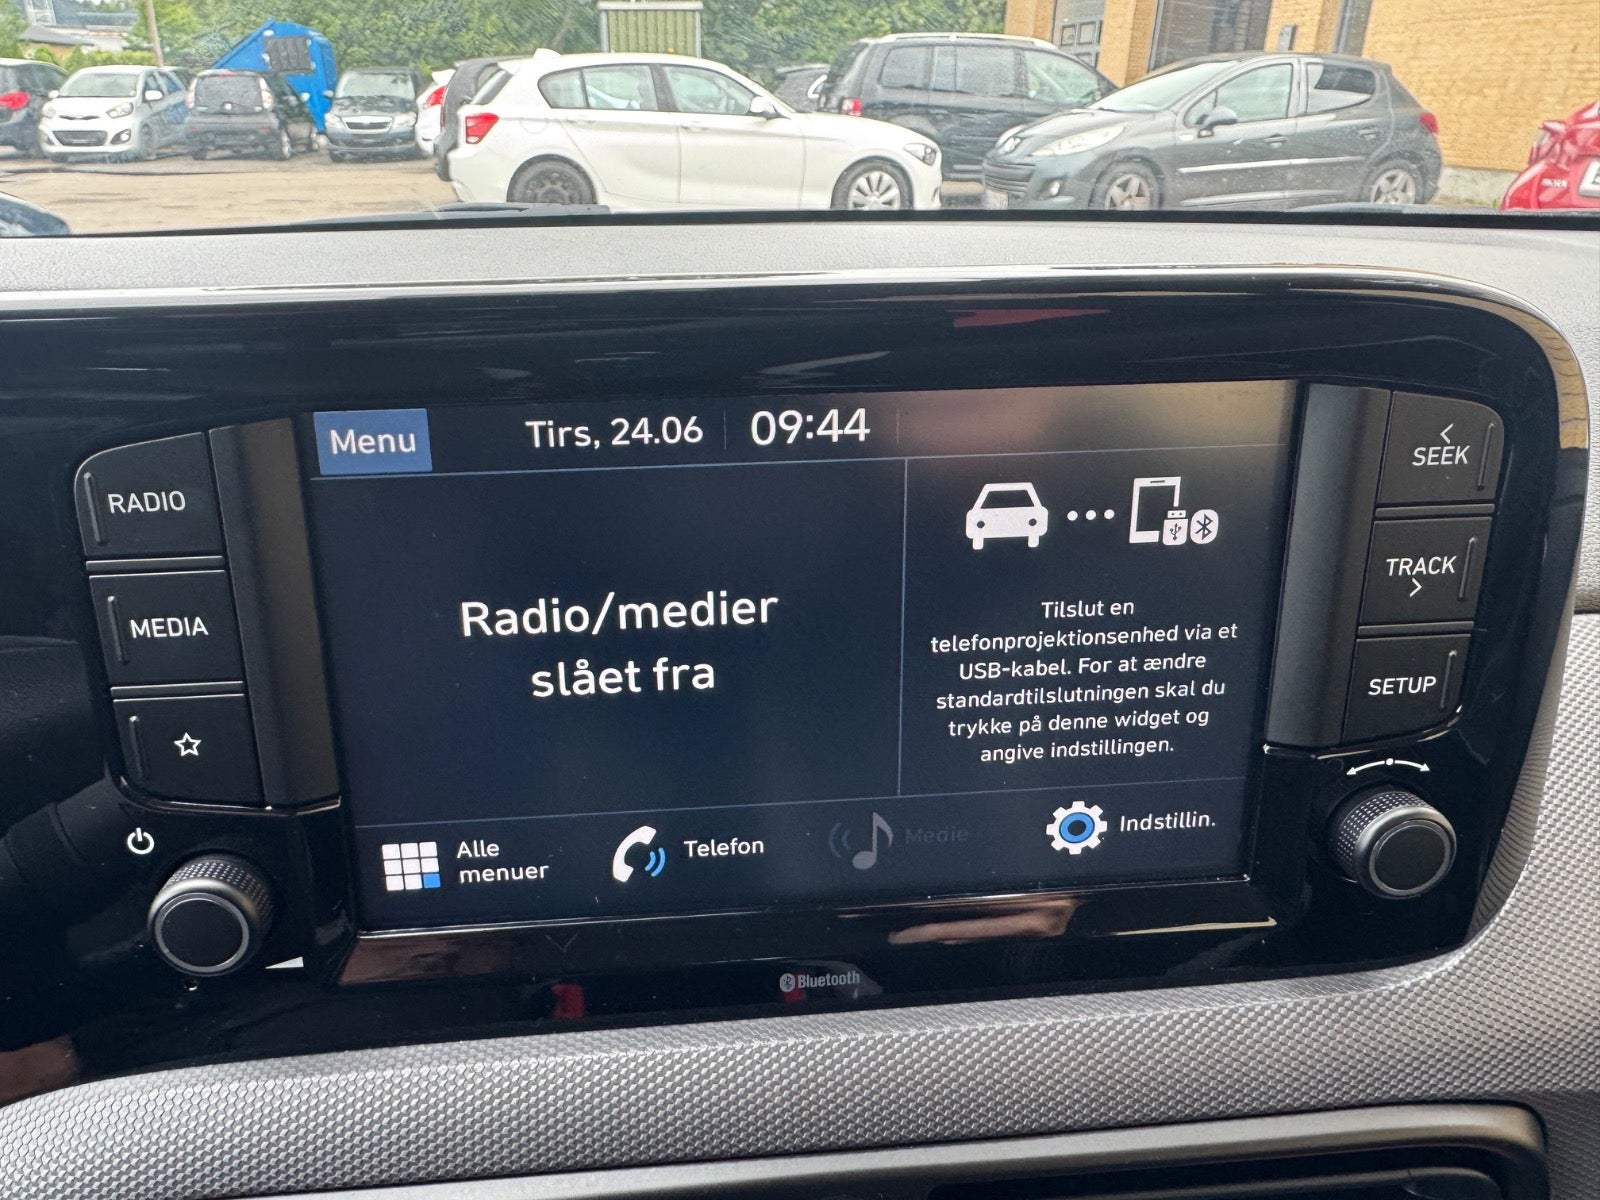 Menu
Tirs, 24.06
09:44
RADIO
MEDIA
Radio/medier
slået fra
Tilslut en
telefonprojektionsenhed via et
USB-kabel. For at ændre
standardtilslutningen skal du
trykke på denne widget og
angive indstillingen.
Alle
menuer
Telefon
Medie
Indstillin.
SEEK
TRACK
SETUP
Bluetooth